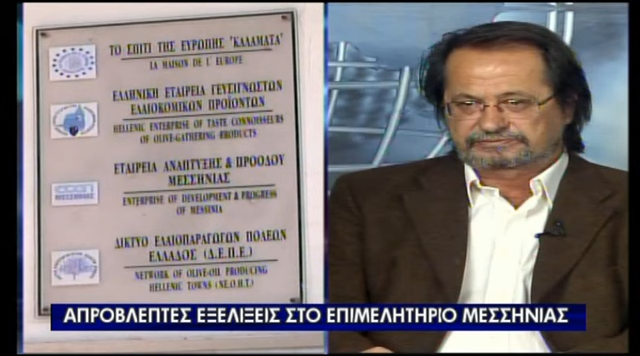 ΤΟ ΣΠΙΤΙ ΤΗΣ ΕΥΡΩΠΗΣ "ΚΑΛΑΜΑΤΑ"
LA MAISON DE L' EUROPE
ΕΛΛΗΝΙΚΗ ΕΤΑΙΡΕΙΑ ΓΕΥΣΙΓΝΩΣΤΩΝ
ΕΛΑΙΟΚΟΜΙΚΩΝ ΠΡΟΪΟΝΤΩΝ
HELLENIC ENTERPRISE OF TASTE CONNOISSEURS
OF OLIVE-GATHERING PRODUCTS
ΕΤΑΙΡΕΙΑ ΑΝΑΠΤΥΞΗΣ & ΠΡΟΟΔΟΥ
ΜΕΣΣΗΝΙΑΣ
ENTERPRISE OF DEVELOPMENT & PROGRESS
OF MESSINIA
ΔΙΚΤΥΟ ΕΛΑΙΟΠΑΡΑΓΩΓΩΝ ΠΟΛΕΩΝ
ΕΛΛΑΔΟΣ (Δ.Ε.Π.Ε.)
NETWORK OF OLIVE-OIL PRODUCING
HELLENIC TOWNS (NE.O.H.T.)
ΑΠΡΟΒΛΕΠΤΕΣ ΕΞΕΛΙΞΕΙΣ ΣΤΟ ΕΠΙΜΕΛΗΤΗΡΙΟ ΜΕΣΣΗΝΙΑΣ